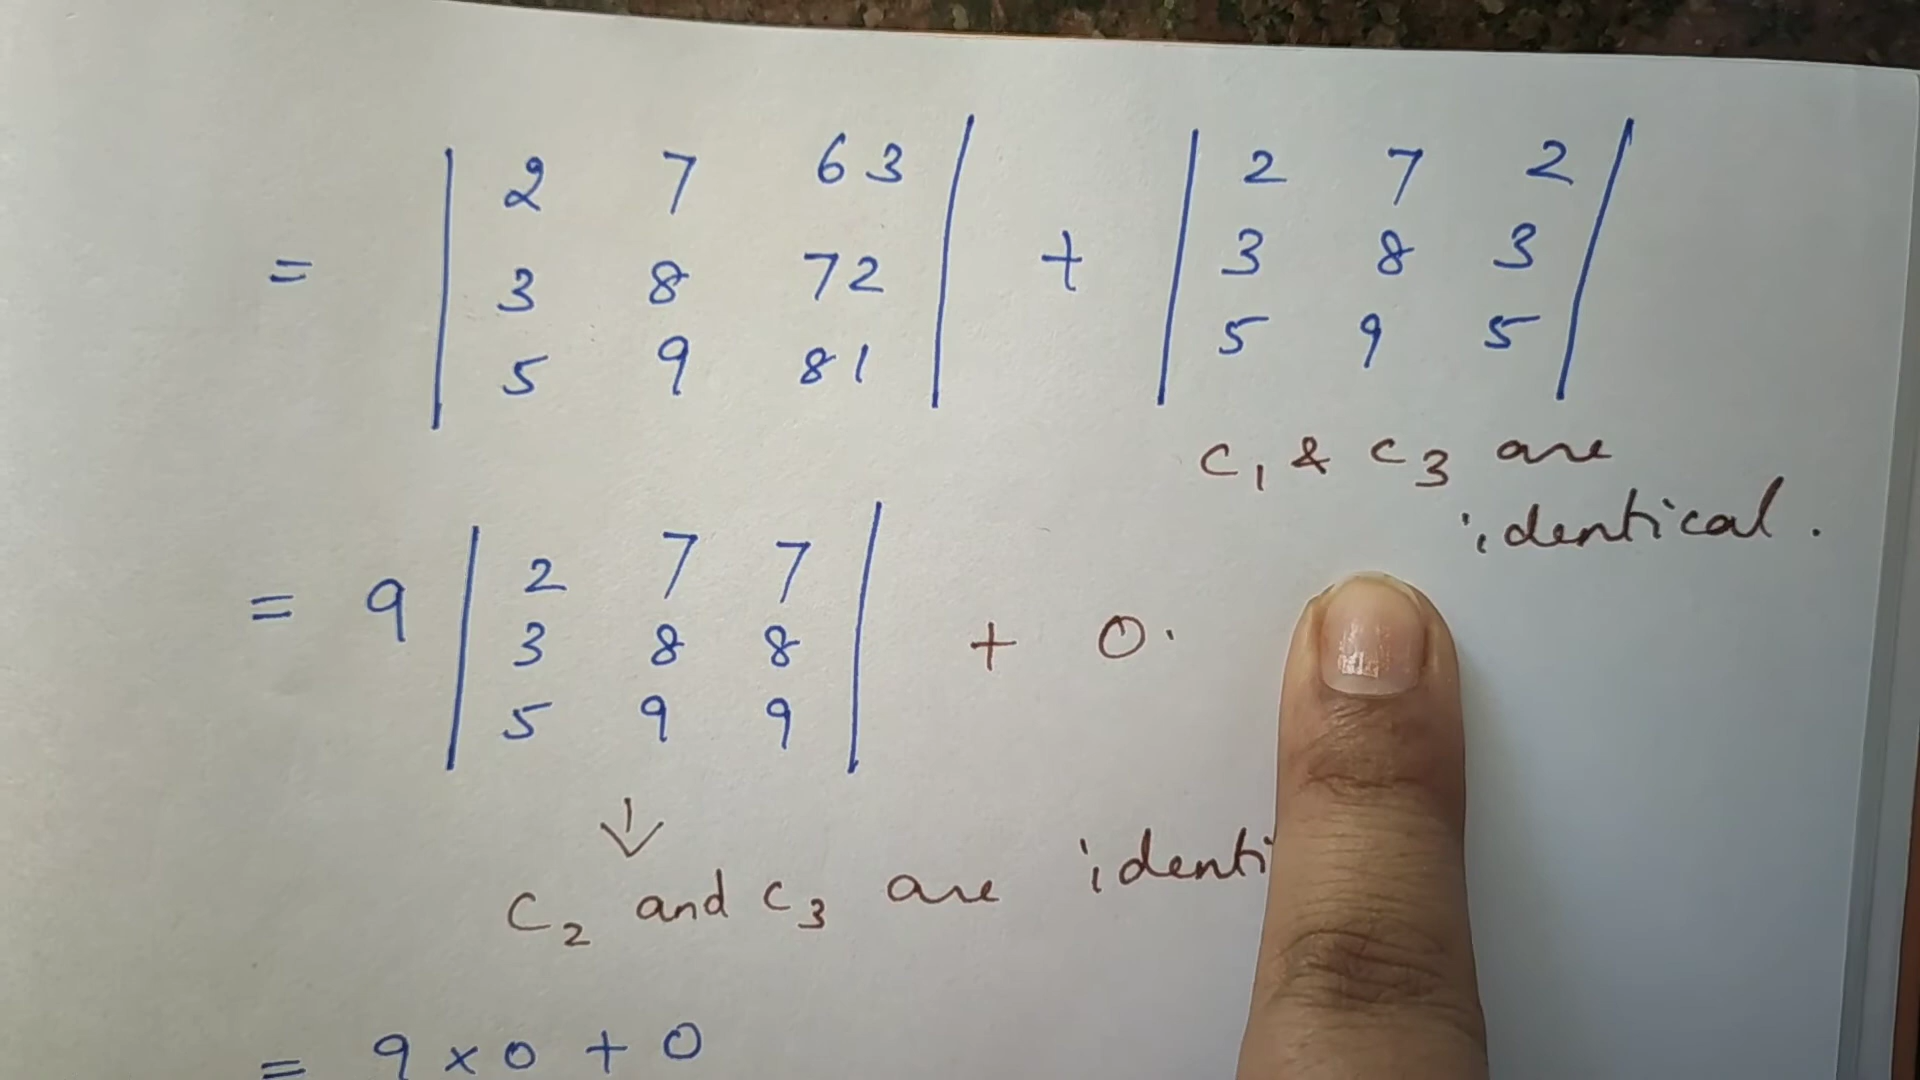 2 7 63 2 7 2
= 3 8 72 + 3 8 3
5 9 81 5 9 5
C₁ & C₃ are
identical.
2 7 7
= 9 3 8 8 + 0.
5 9 9
↓
C₂ and C₃ are identi
= 9 × 0 + 0